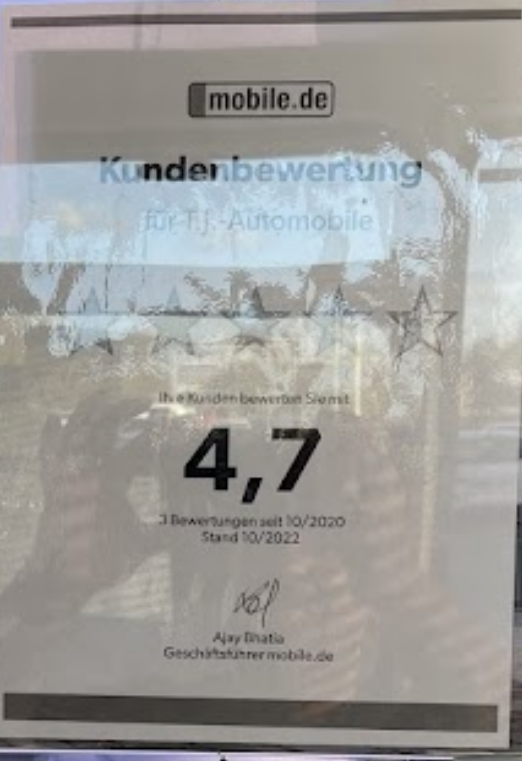 mobile.de
Kundenbewertung
für T.J.-Automobile
Ihre Kunden bewerten Sie mit
4,7
3 Bewertungen seit 10/2020
Stand 10/2022
Ajay Bhatia
Geschäftsführer mobile.de